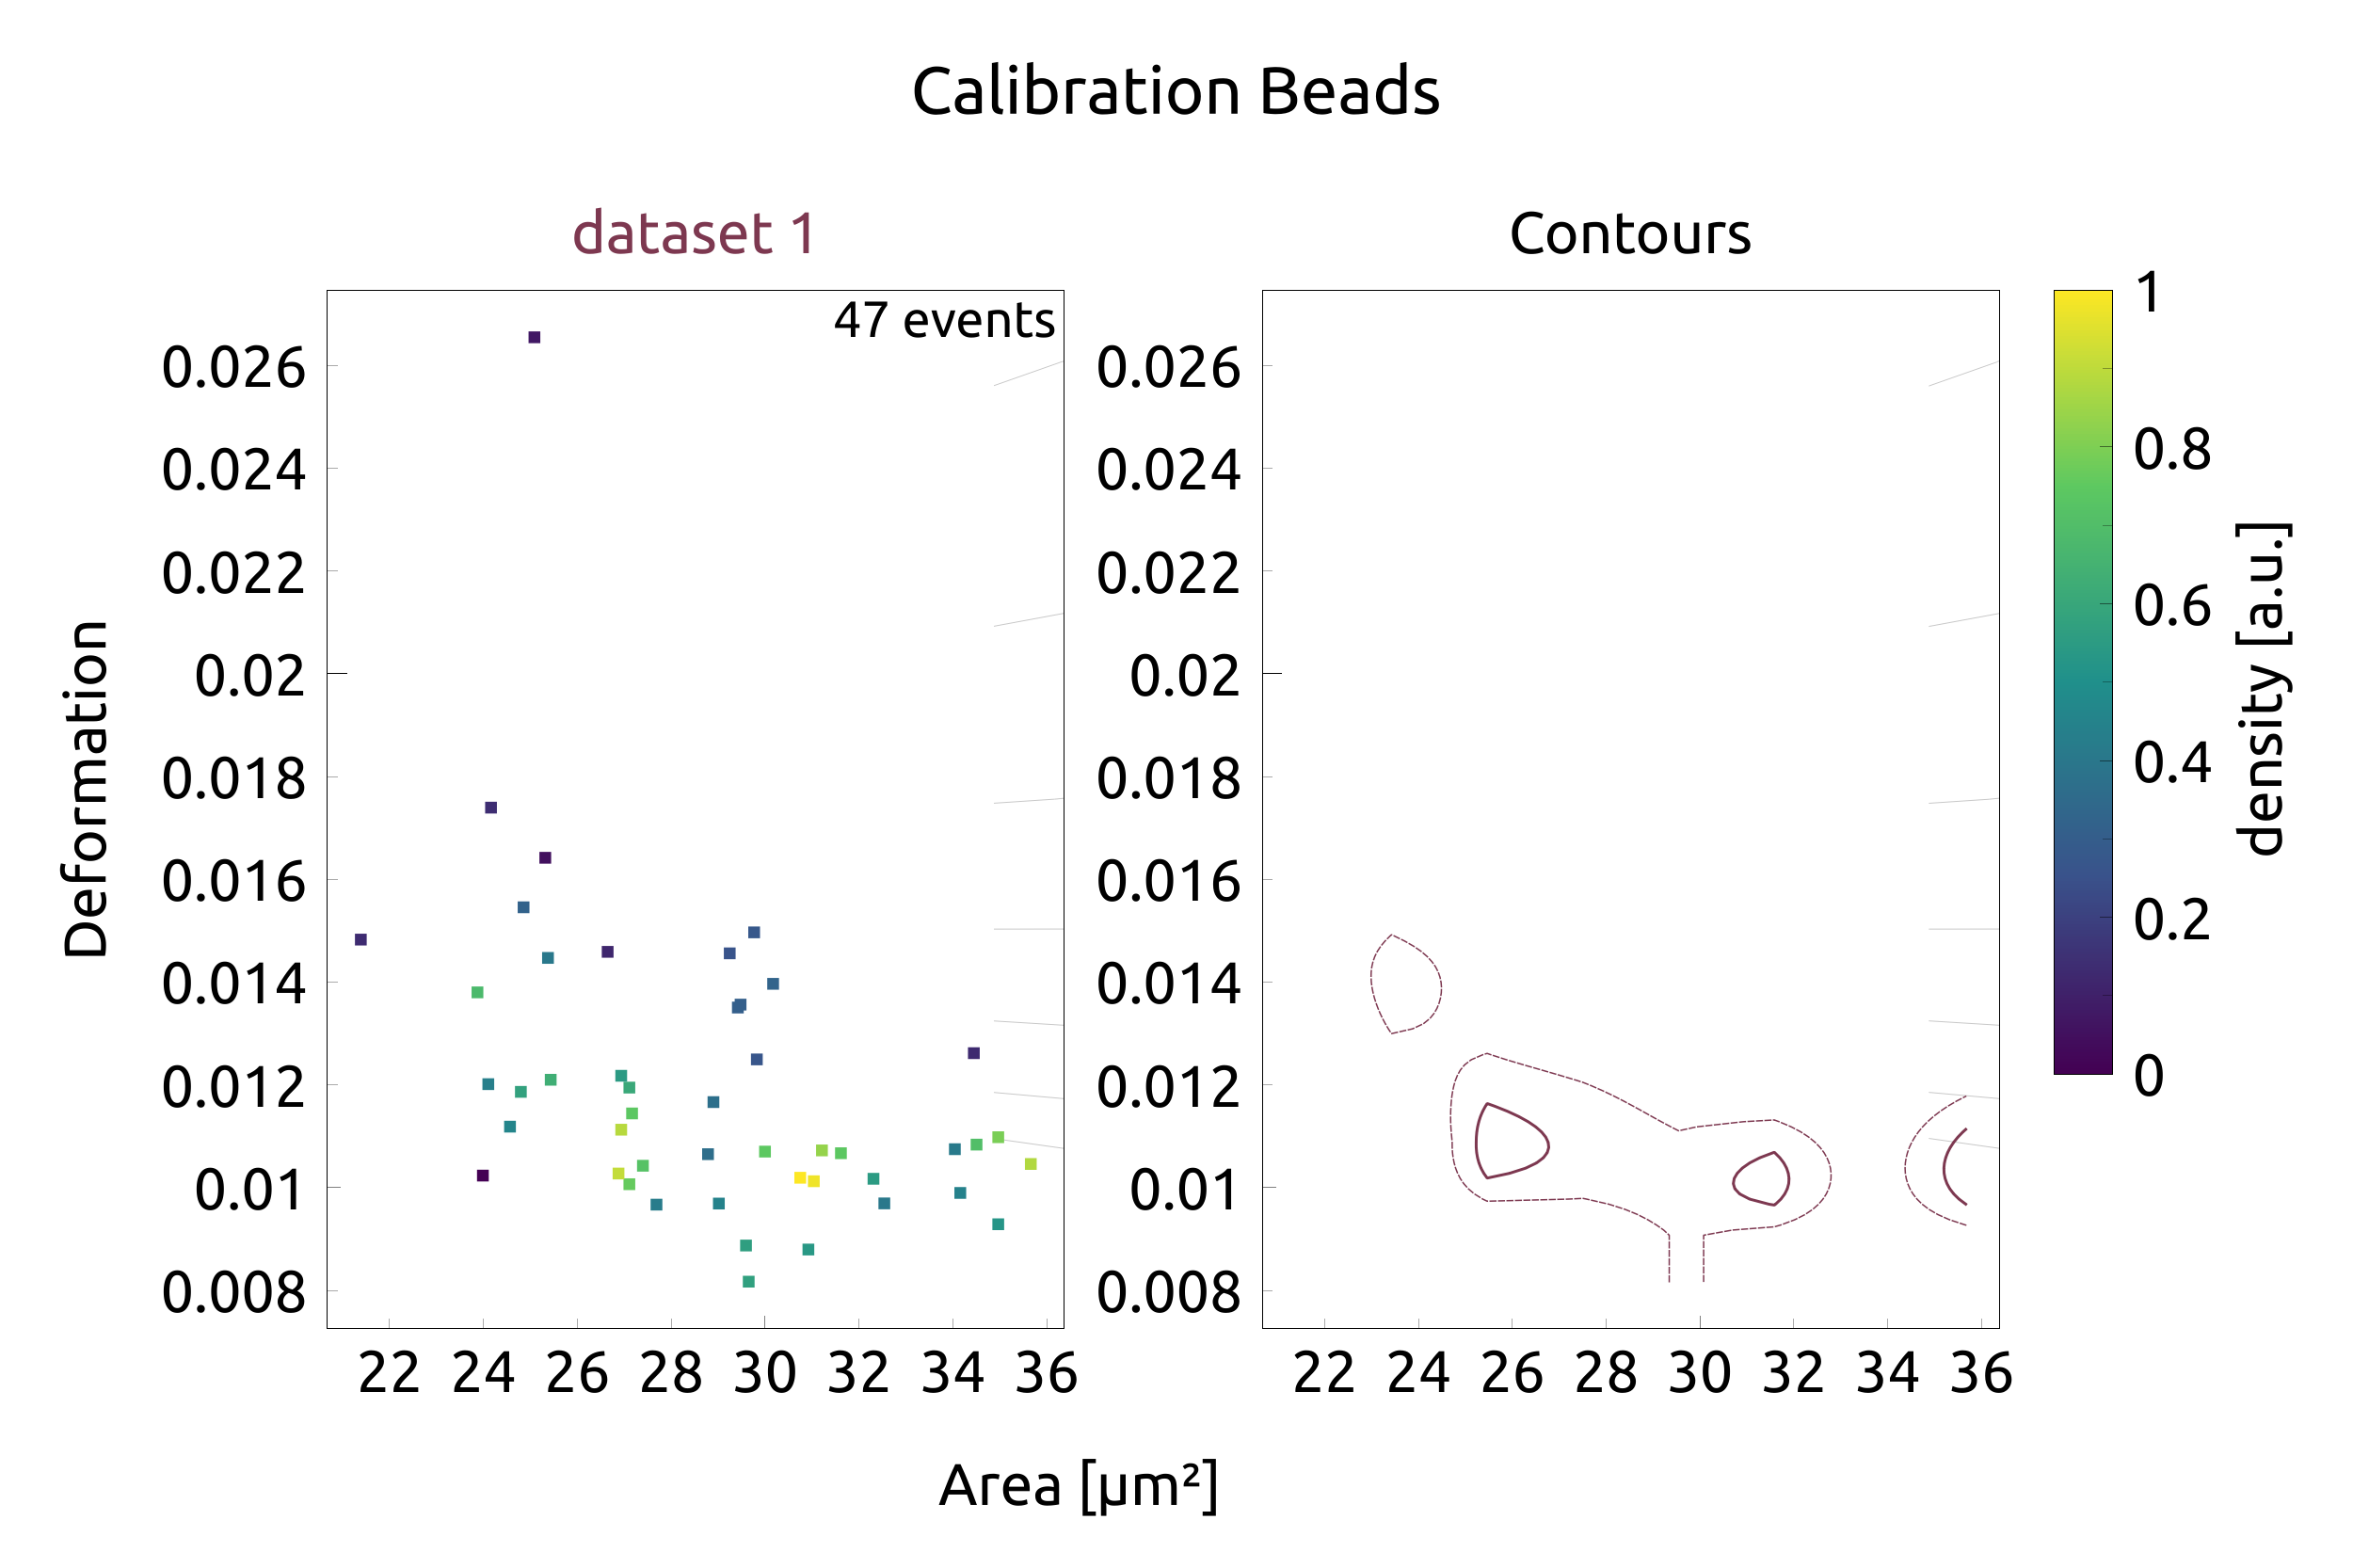 Calibration Beads
dataset 1
Contours
47 events
Deformation
0.026
0.024
0.022
0.02
0.018
0.016
0.014
0.012
0.01
0.008
22 24 26 28 30 32 34 36
0.026
0.024
0.022
0.02
0.018
0.016
0.014
0.012
0.01
0.008
22 24 26 28 30 32 34 36
Area [µm²]
1
0.8
0.6
0.4
0.2
0
density [a.u.]